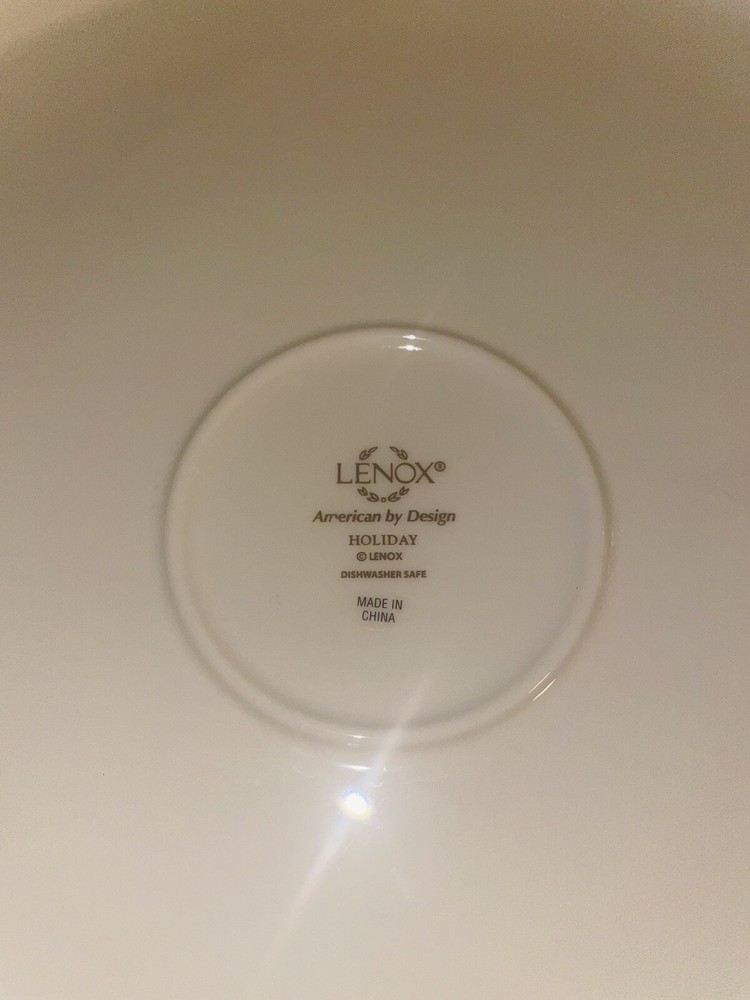 LENOX®
American by Design
HOLIDAY
© LENOX
DISHWASHER SAFE
MADE IN
CHINA